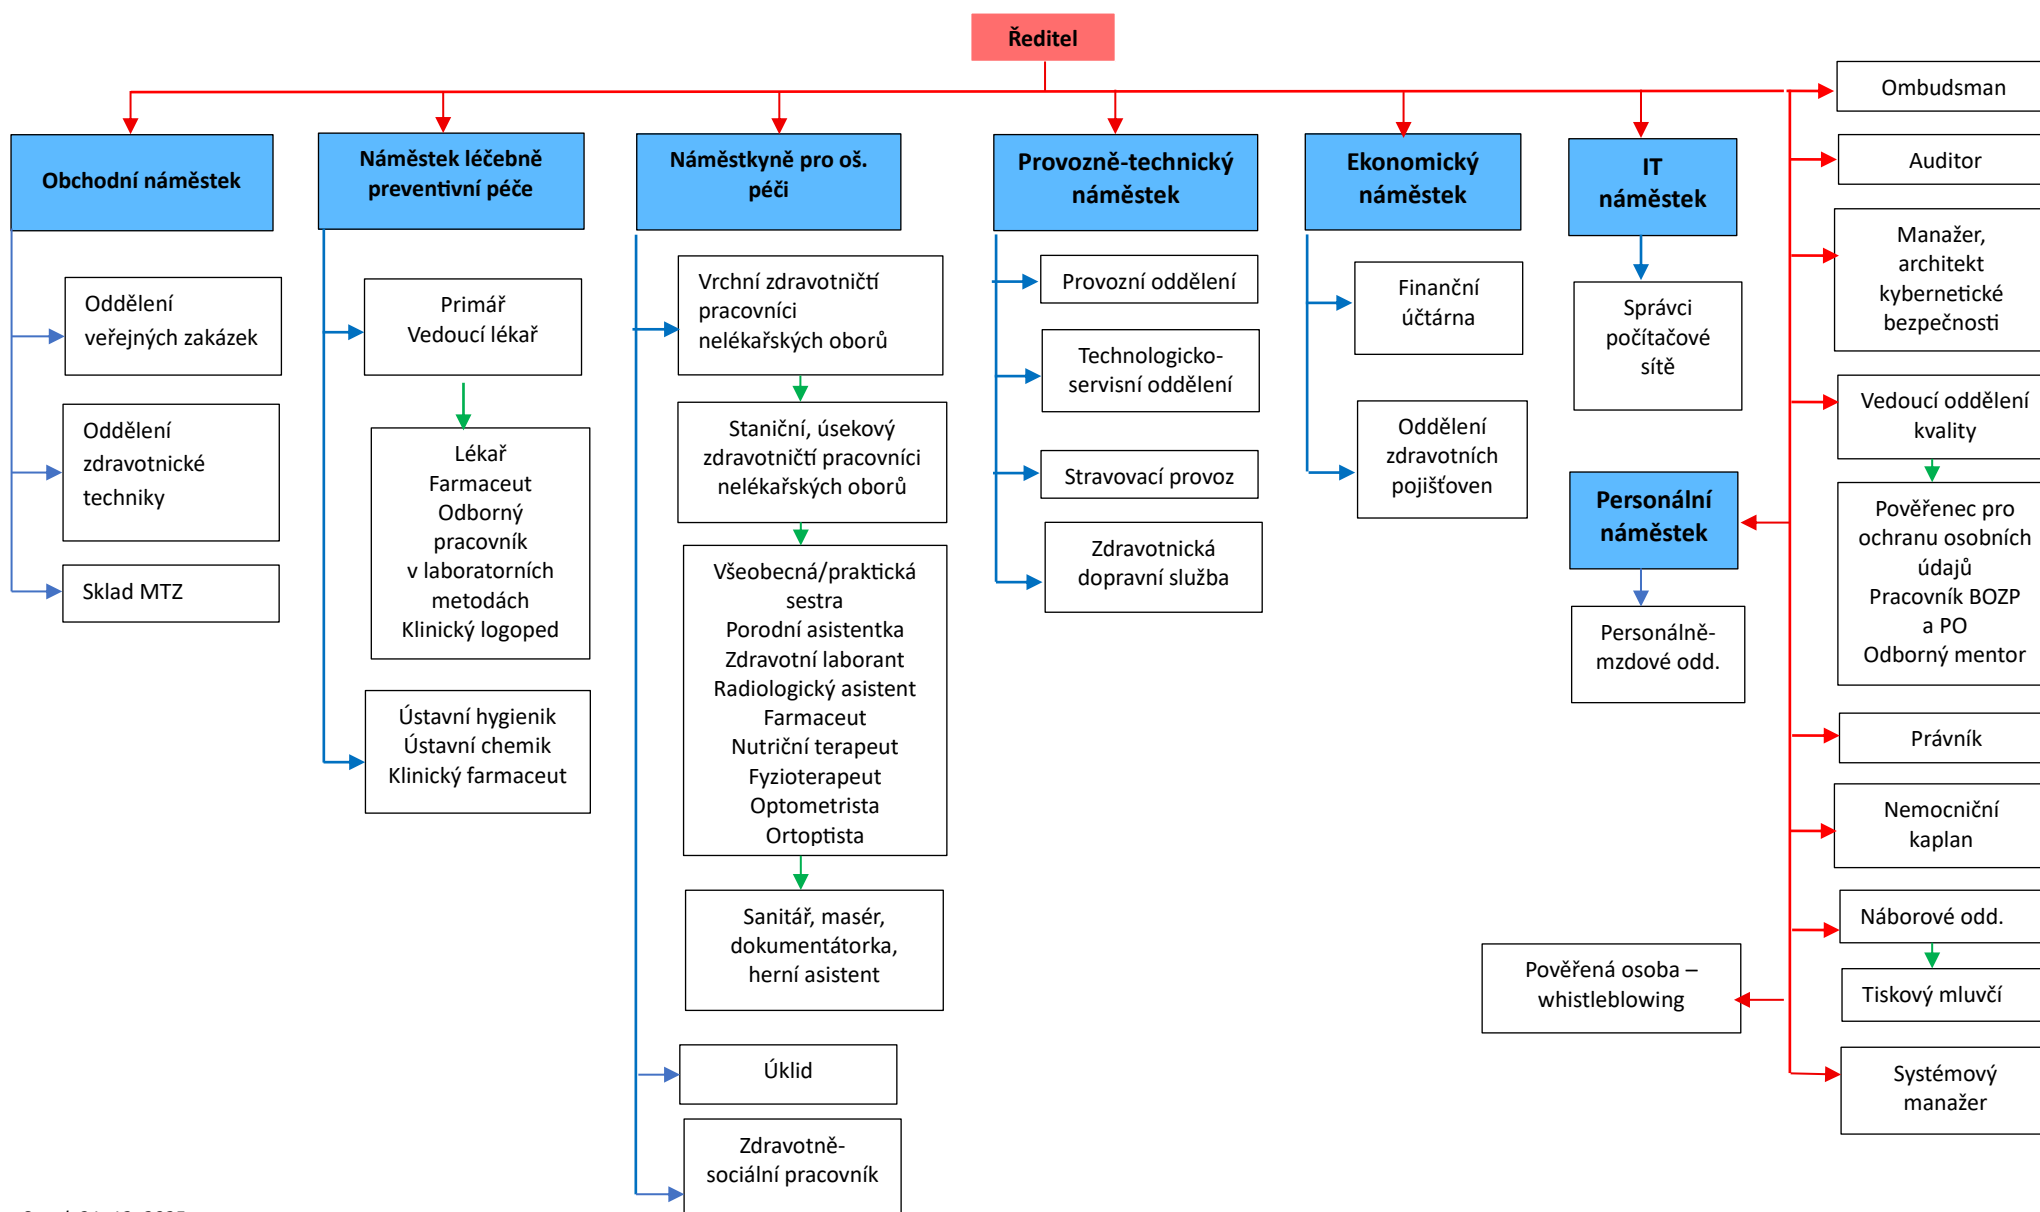 Ředitel
Ombudsman
Auditor
Manažer,
architekt
kybernetické
bezpečnosti
Vedoucí oddělení
kvality
Pověřenec pro
ochranu osobních
údajů
Pracovník BOZP
a PO
Odborný mentor
Právník
Nemocniční
kaplan
Náborové odd.
Tiskový mluvčí
Systémový
manažer
Obchodní náměstek
Oddělení
veřejných zakázek
Oddělení
zdravotnické
techniky
Sklad MTZ
Náměstek léčebně
preventivní péče
Primář
Vedoucí lékař
Lékař
Farmaceut
Odborný
pracovník
v laboratorních
metodách
Klinický logoped
Ústavní hygienik
Ústavní chemik
Klinický farmaceut
Náměstkyně pro oš.
péči
Vrchní zdravotničtí
pracovníci
nelékařských oborů
Staniční, úsekový
zdravotničtí pracovníci
nelékařských oborů
Všeobecná/praktická
sestra
Porodní asistentka
Zdravotní laborant
Radiologický asistent
Farmaceut
Nutriční terapeut
Fyzioterapeut
Optometrista
Ortoptista
Sanitář, masér,
dokumentátorka,
herní asistent
Úklid
Zdravotně-
sociální pracovník
Provozně-technický
náměstek
Provozní oddělení
Technologicko-
servisní oddělení
Stravovací provoz
Zdravotnická
dopravní služba
Ekonomický
náměstek
Finanční
účtárna
Oddělení
zdravotních
pojišťoven
IT
náměstek
Správci
počítačové
sítě
Personální
náměstek
Personálně-
mzdové odd.
Pověřená osoba –
whistleblowing